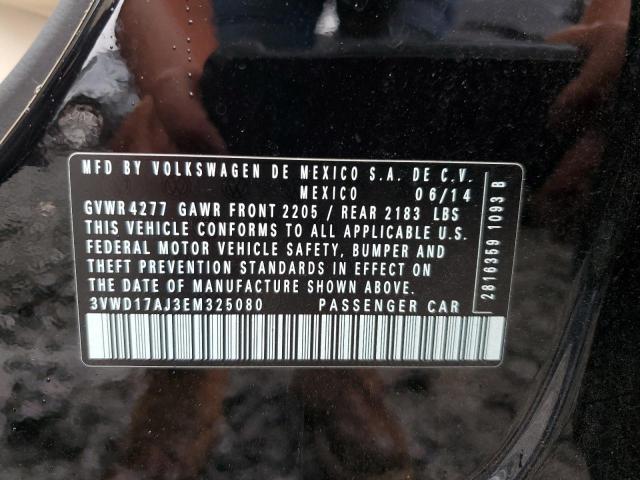 MFD BY VOLKSWAGEN DE MEXICO S.A. DE C.V.
MEXICO 06/14
GVWR 4277 GAWR FRONT 2205 / REAR 2183 LBS
THIS VEHICLE CONFORMS TO ALL APPLICABLE U.S.
FEDERAL MOTOR VEHICLE SAFETY, BUMPER AND
THEFT PREVENTION STANDARDS IN EFFECT ON
THE DATE OF MANUFACTURE SHOWN ABOVE.
3VWD17AJ3EM325080 PASSENGER CAR
2816359 1093 B